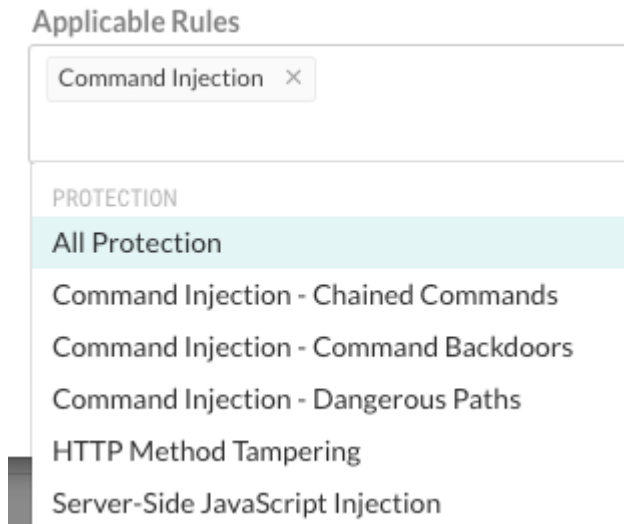 Applicable Rules
Command Injection ×
PROTECTION
All Protection
Command Injection - Chained Commands
Command Injection - Command Backdoors
Command Injection - Dangerous Paths
HTTP Method Tampering
Server-Side JavaScript Injection